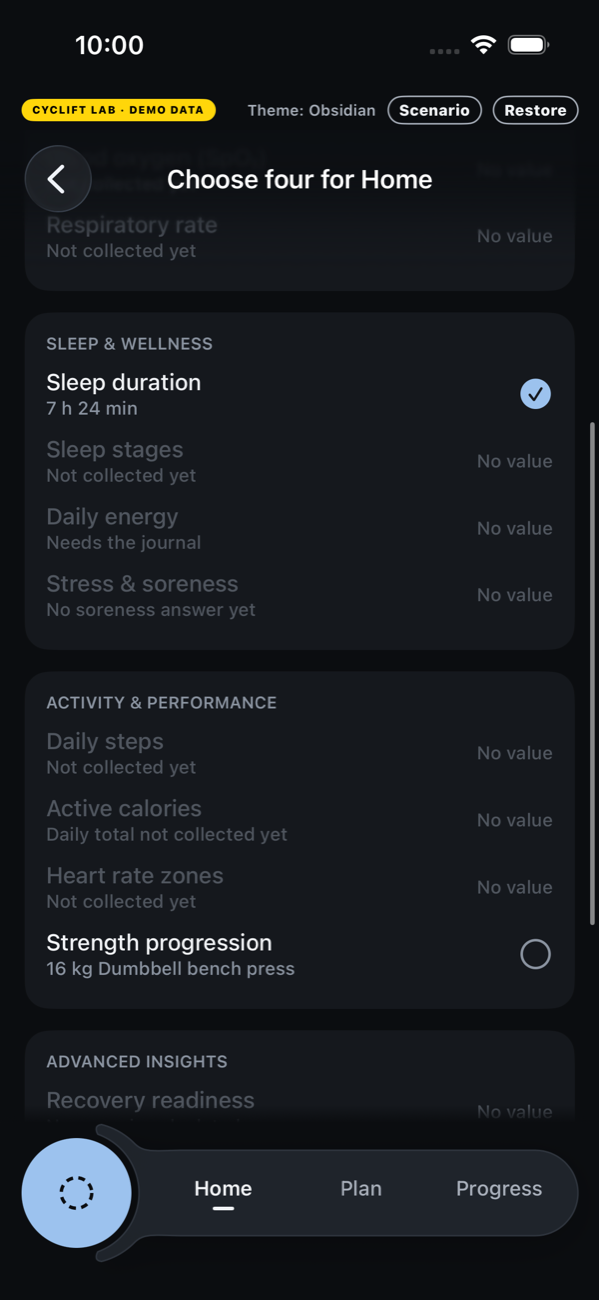 10:00
CYCLIFT LAB · DEMO DATA
Theme: Obsidian
Scenario
Restore
Choose four for Home
Respiratory rate
Not collected yet
No value
SLEEP & WELLNESS
Sleep duration
7 h 24 min
Sleep stages
Not collected yet
No value
Daily energy
Needs the journal
No value
Stress & soreness
No soreness answer yet
No value
ACTIVITY & PERFORMANCE
Daily steps
Not collected yet
No value
Active calories
Daily total not collected yet
No value
Heart rate zones
Not collected yet
No value
Strength progression
16 kg Dumbbell bench press
ADVANCED INSIGHTS
Recovery readiness
No value
Home
Plan
Progress